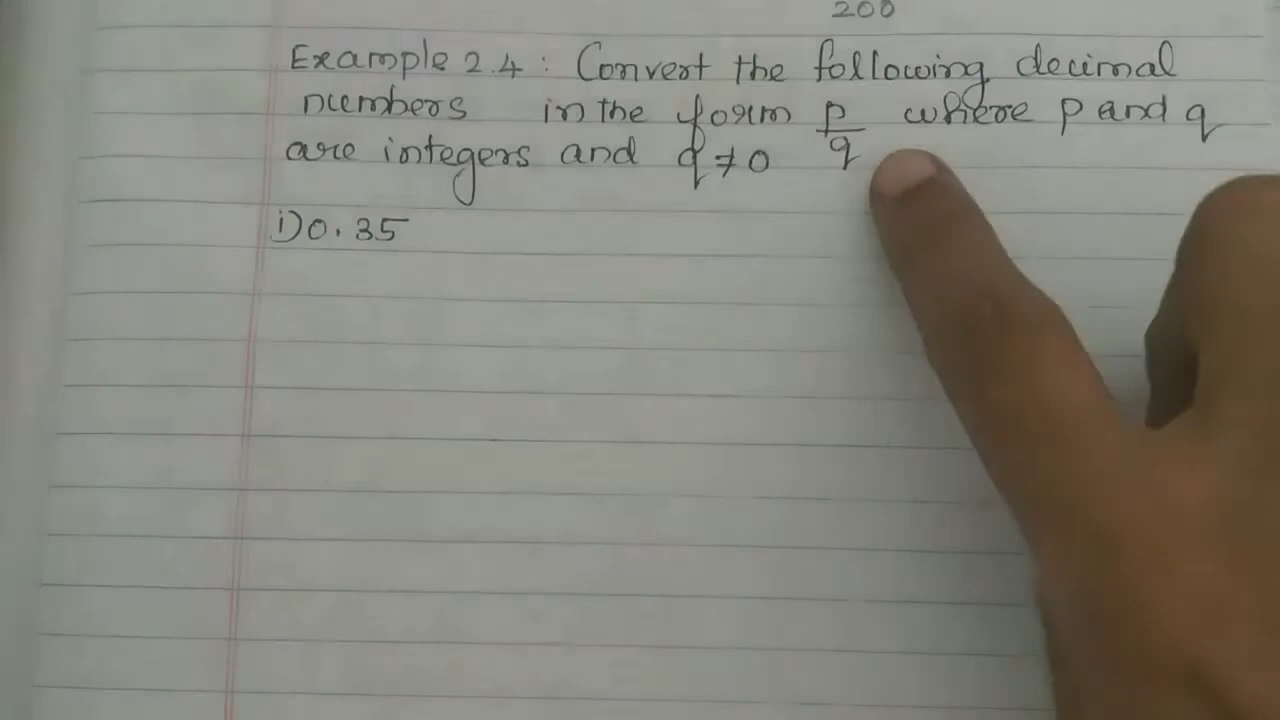 200
Example 2.4 : Convert the following decimal
numbers in the form p/q where p and q
are integers and q ≠ 0
i) 0.35